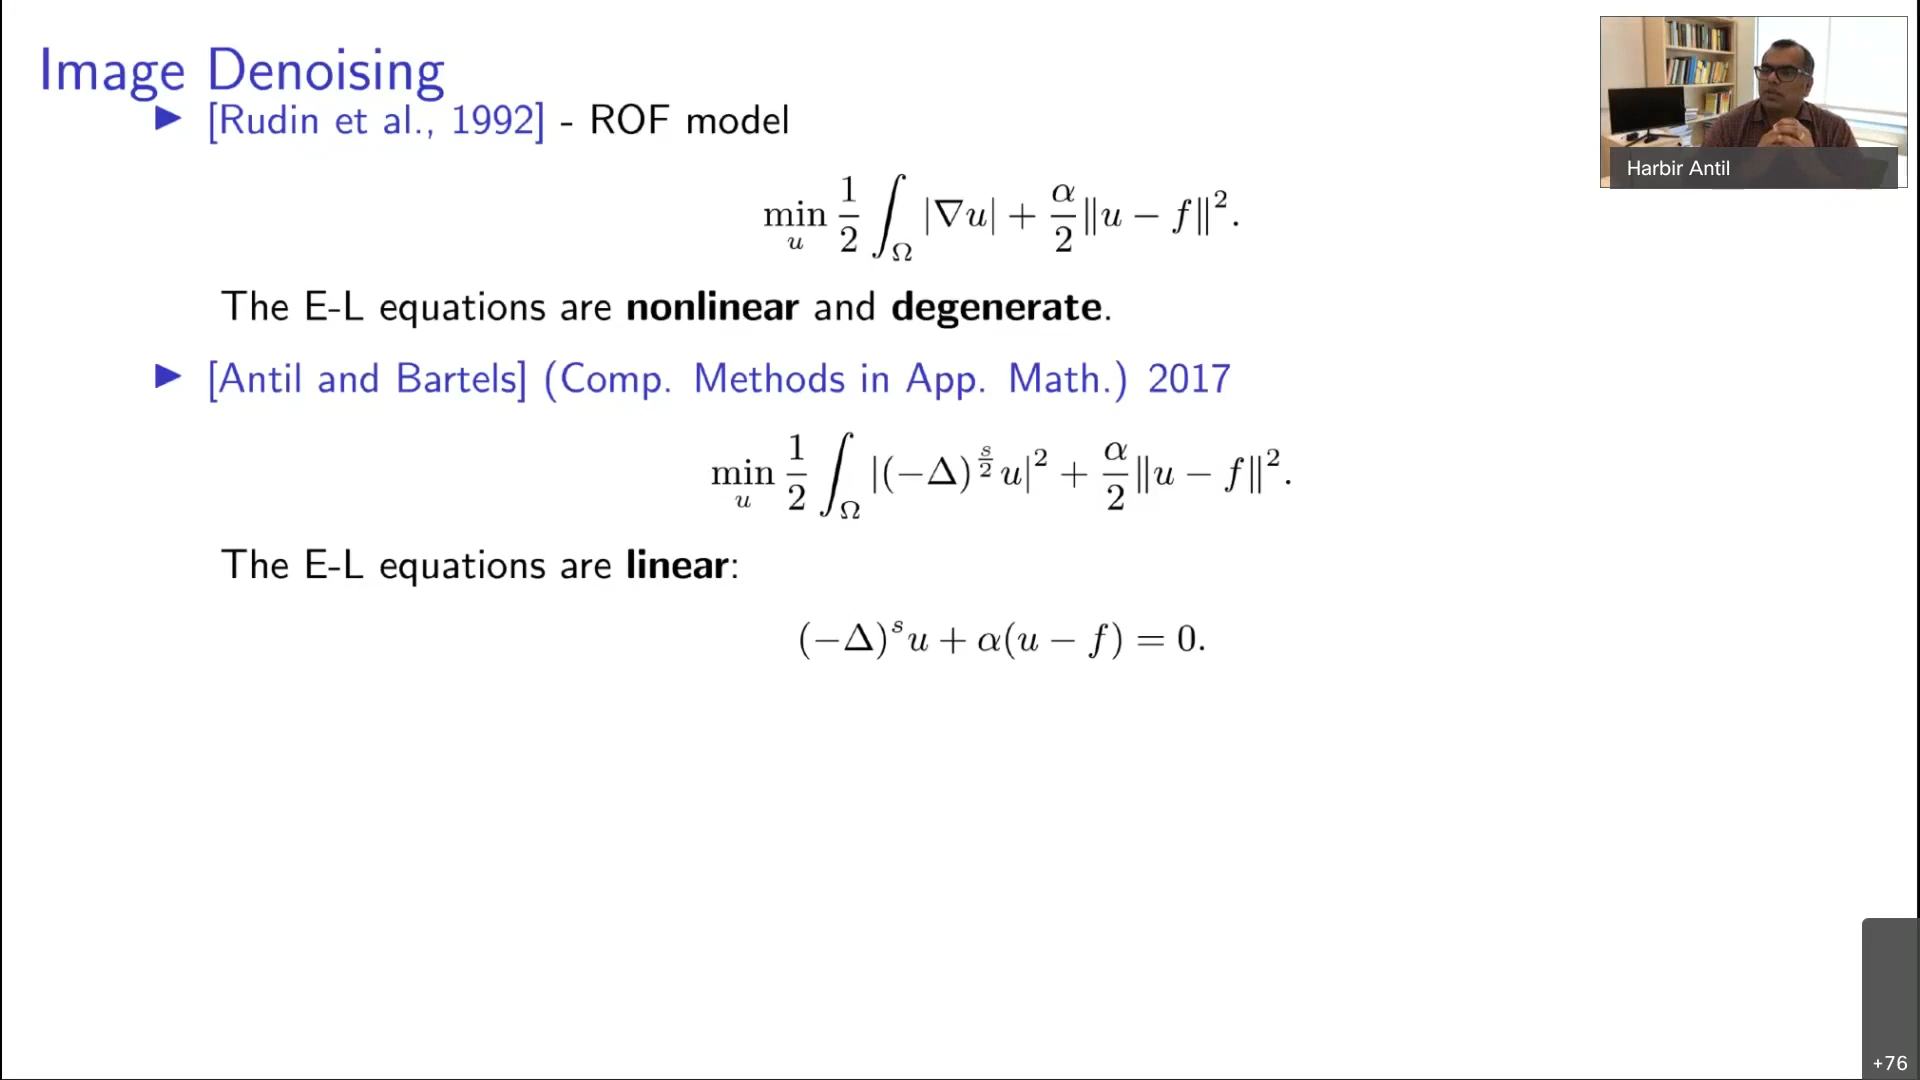 Image Denoising
▶ [Rudin et al., 1992] - ROF model
min_u 1/2 ∫_Ω |∇u| + α/2 ‖u − f‖².
The E-L equations are nonlinear and degenerate.
▶ [Antil and Bartels] (Comp. Methods in App. Math.) 2017
min_u 1/2 ∫_Ω |(−Δ)^{s/2} u|² + α/2 ‖u − f‖².
The E-L equations are linear:
(−Δ)^s u + α(u − f) = 0.
Harbir Antil
+76